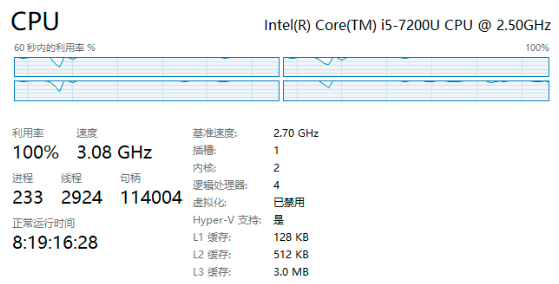 CPU Intel(R) Core(TM) i5-7200U CPU @ 2.50GHz
60 秒内的利用率 % 100%
利用率 速度
100% 3.08 GHz
进程 线程 句柄
233 2924 114004
正常运行时间
8:19:16:28
基准速度: 2.70 GHz
插槽: 1
内核: 2
逻辑处理器: 4
虚拟化: 已禁用
Hyper-V 支持: 是
L1 缓存: 128 KB
L2 缓存: 512 KB
L3 缓存: 3.0 MB